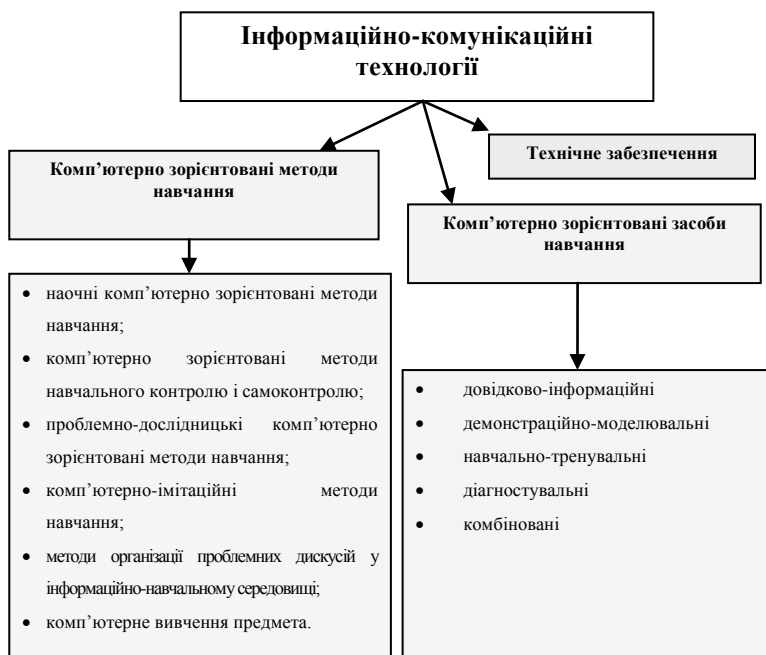 Інформаційно-комунікаційні
технології
Технічне забезпечення
Комп’ютерно зорієнтовані методи
навчання
Комп’ютерно зорієнтовані засоби
навчання
• наочні комп’ютерно зорієнтовані методи
навчання;
• комп’ютерно зорієнтовані методи
навчального контролю і самоконтролю;
• проблемно-дослідницькі комп’ютерно
зорієнтовані методи навчання;
• комп’ютерно-імітаційні методи
навчання;
• методи організації проблемних дискусій у
інформаційно-навчальному середовищі;
• комп’ютерне вивчення предмета.
• довідково-інформаційні
• демонстраційно-моделювальні
• навчально-тренувальні
• діагностувальні
• комбіновані